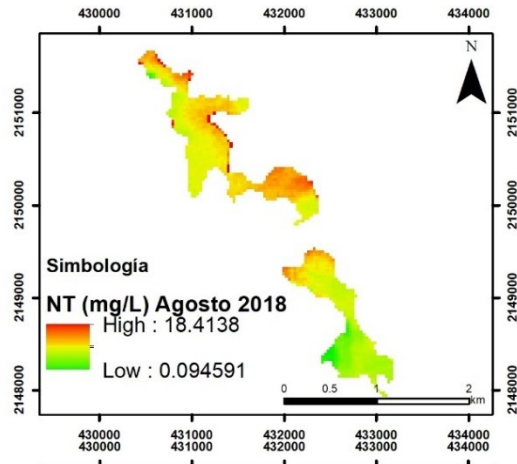 430000 431000 432000 433000 434000
N
2151000 2151000
2150000 2150000
2149000 2149000
2148000 2148000
Simbología
NT (mg/L) Agosto 2018
High : 18.4138
Low : 0.094591
0 0.5 1 2
km
430000 431000 432000 433000 434000